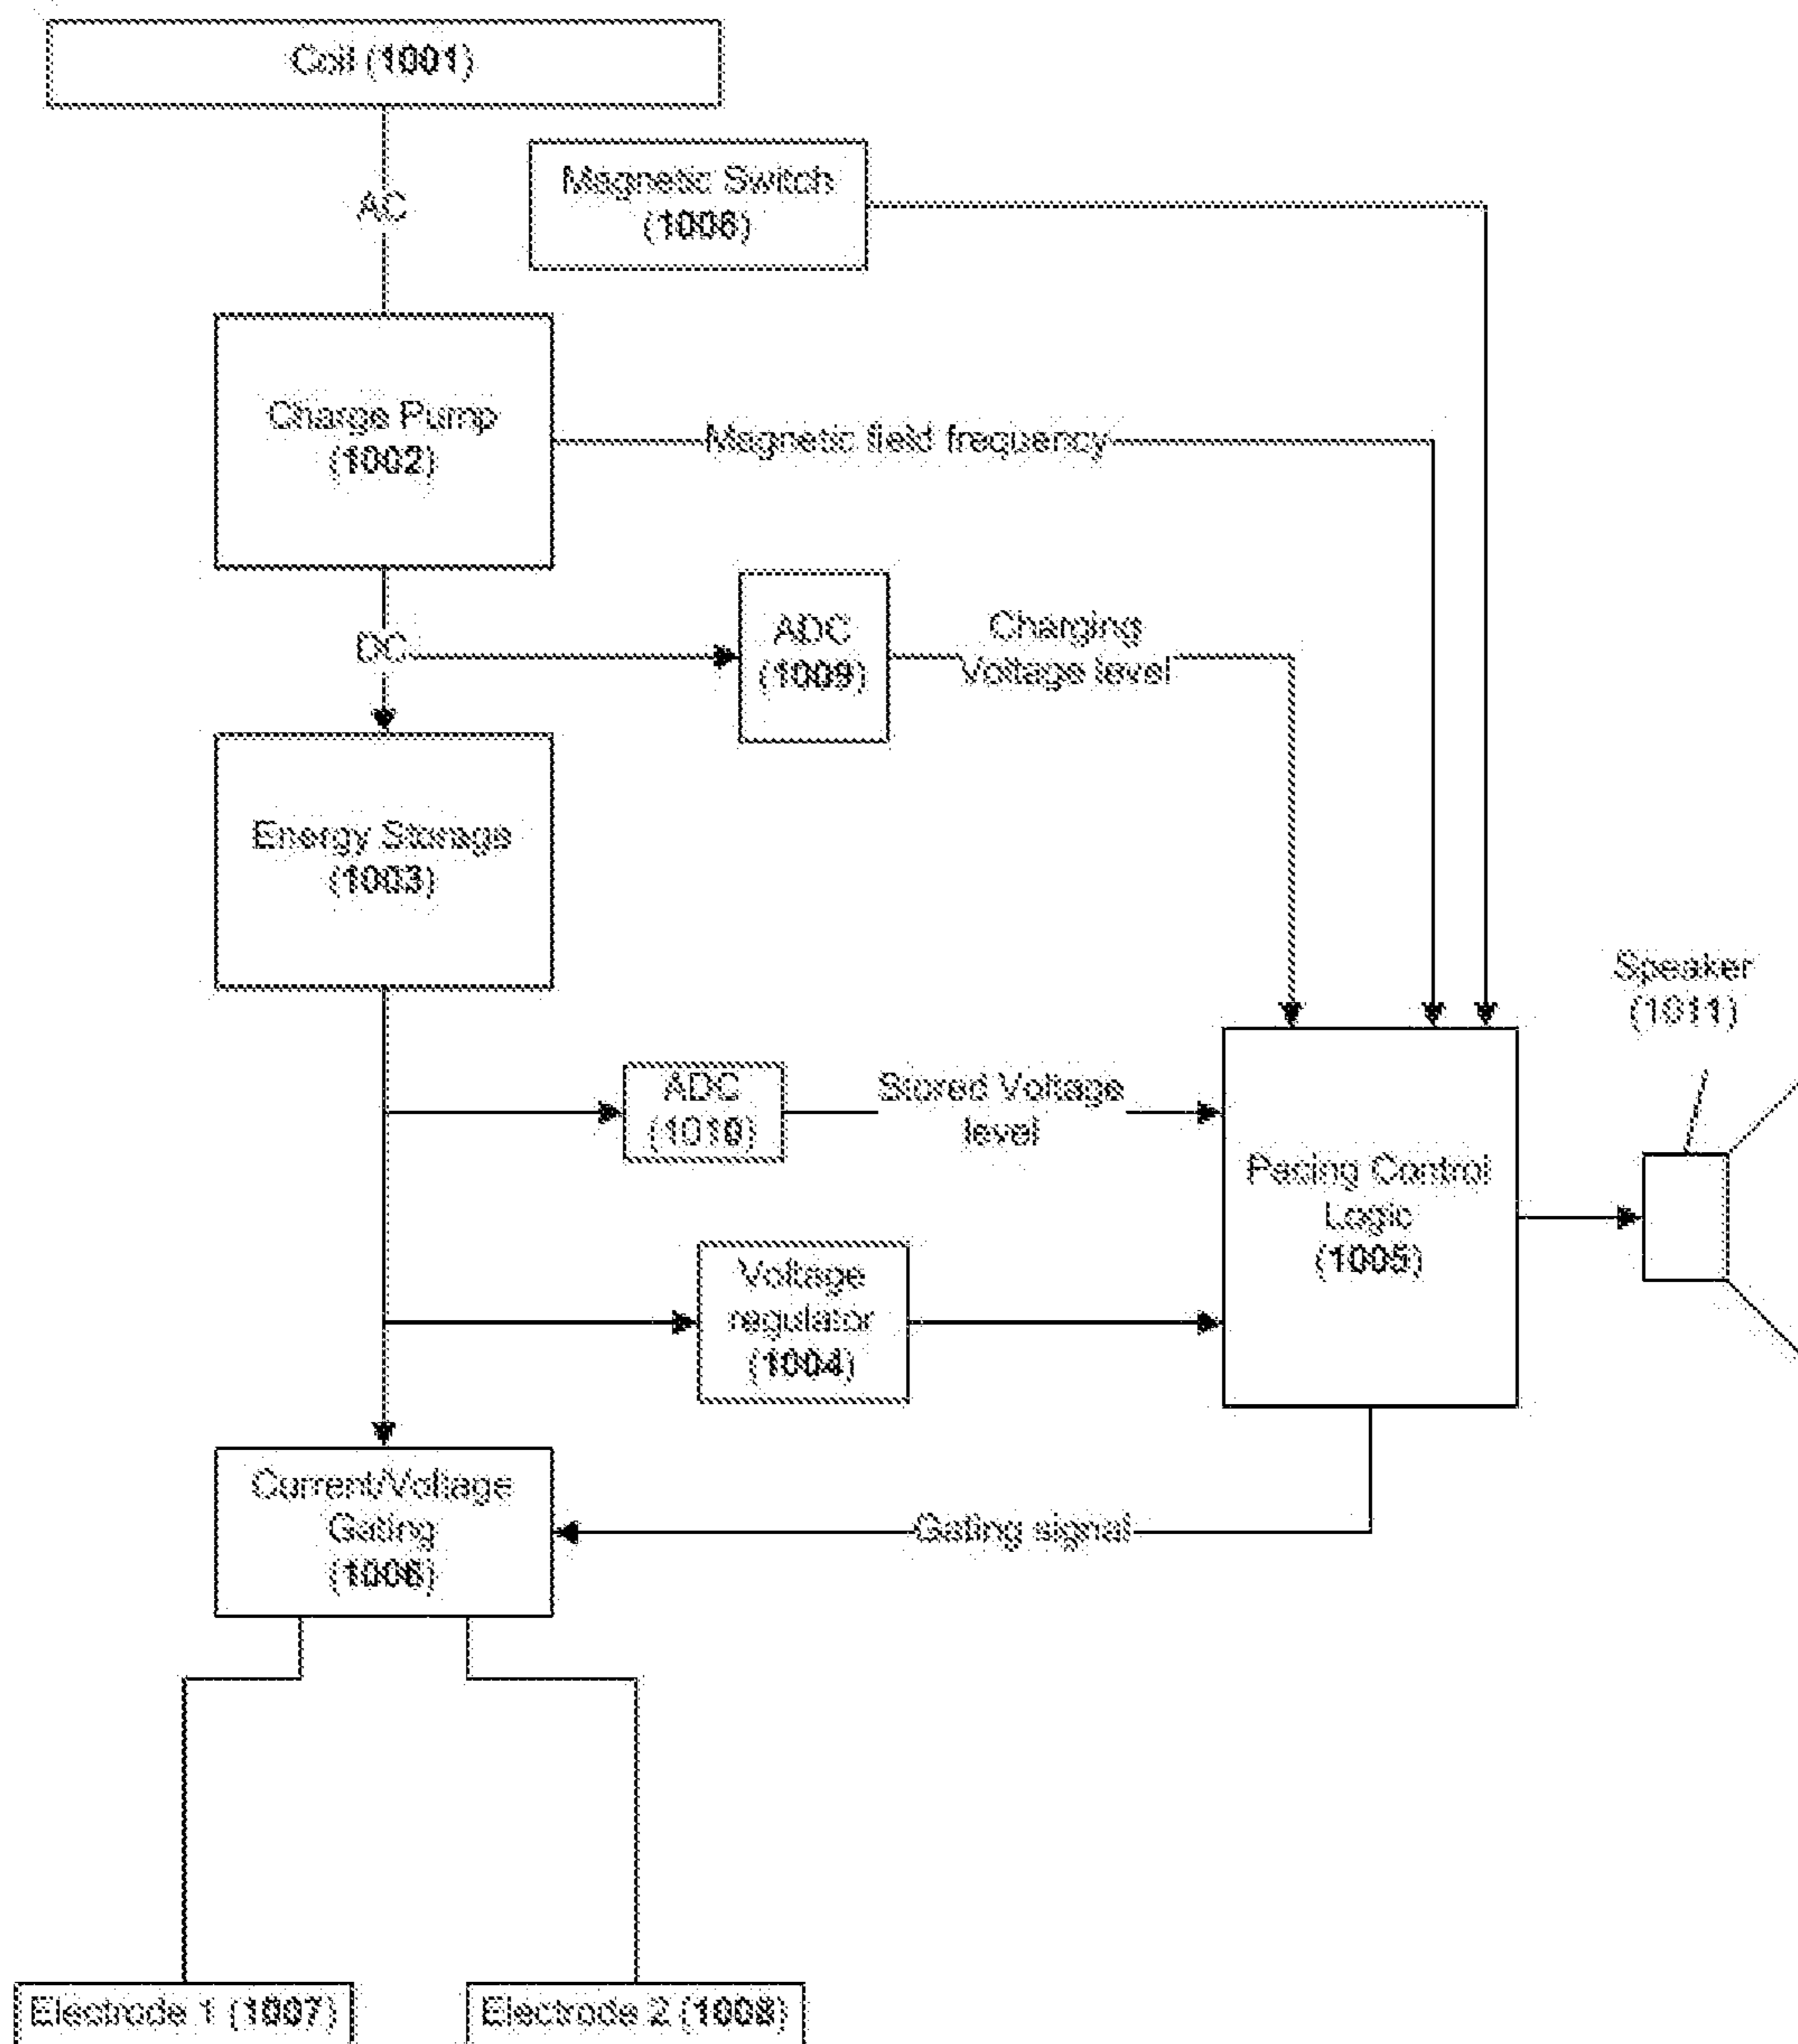 Coil (1001)
AC
Magnetic Switch
Charge Pump
(1002)
Magnetic field frequency
DC
ADC
(1009)
Charging
Voltage level
Energy Storage
(1003)
Speaker
(1011)
ADC
(1010)
Stored Voltage
level
Pacing Control
Logic
(1005)
Voltage
regulator
(1004)
Current/Voltage
Gating
(1006)
Gating signal
Electrode 1 (1007)
Electrode 2 (1008)